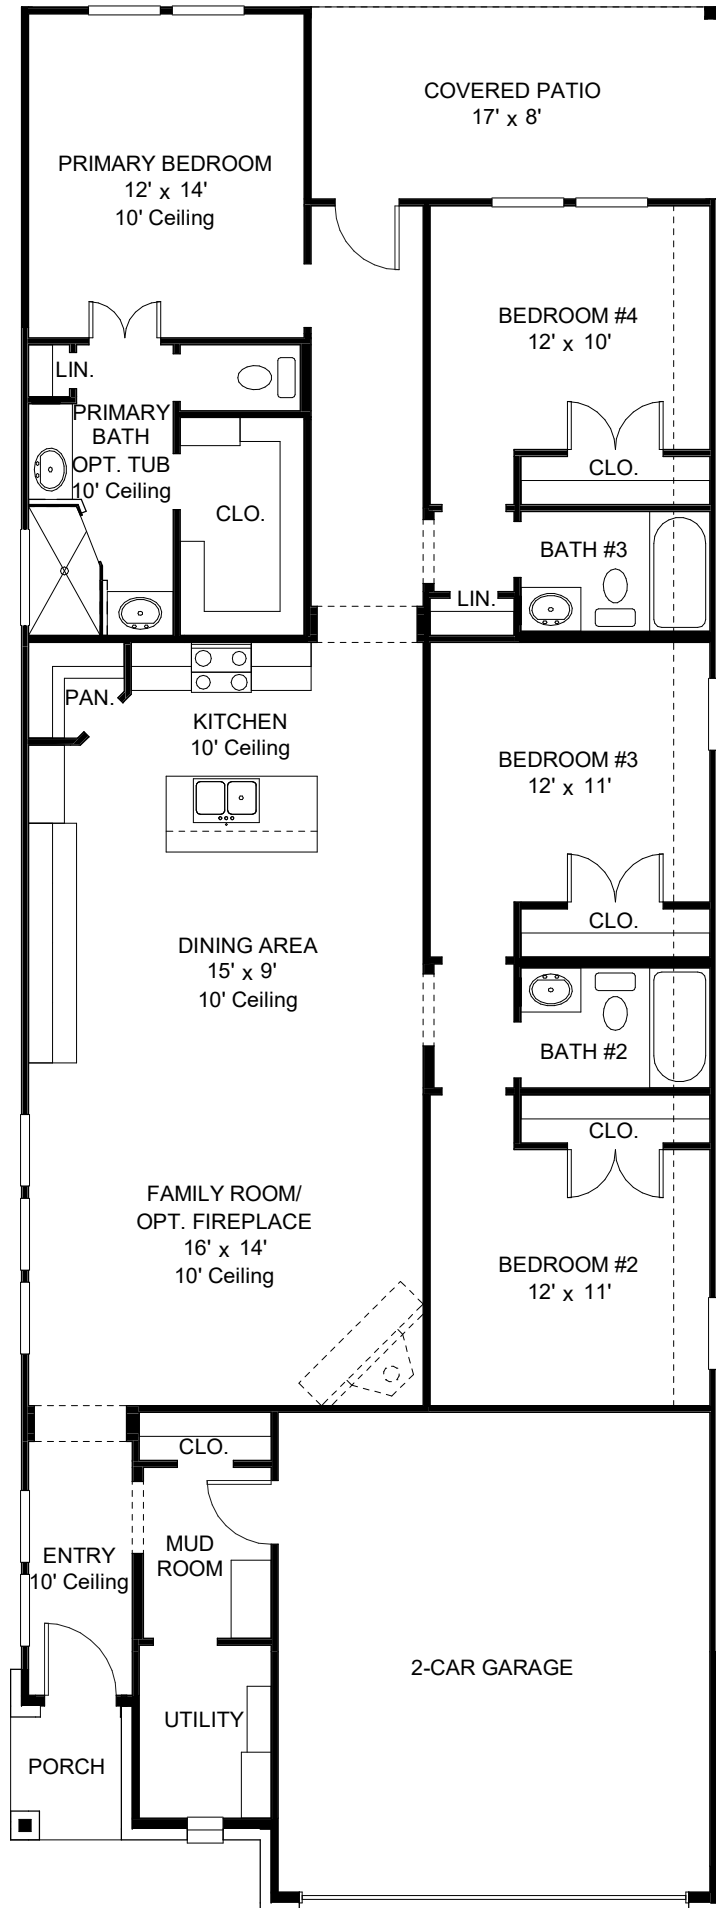 COVERED PATIO
17' x 8'
PRIMARY BEDROOM
12' x 14'
10' Ceiling
BEDROOM #4
12' x 10'
LIN.
PRIMARY
BATH
OPT. TUB
10' Ceiling
CLO.
CLO.
BATH #3
LIN.
PAN.
KITCHEN
10' Ceiling
BEDROOM #3
12' x 11'
CLO.
DINING AREA
15' x 9'
10' Ceiling
BATH #2
CLO.
FAMILY ROOM/
OPT. FIREPLACE
16' x 14'
10' Ceiling
BEDROOM #2
12' x 11'
CLO.
MUD
ROOM
ENTRY
10' Ceiling
2-CAR GARAGE
UTILITY
PORCH